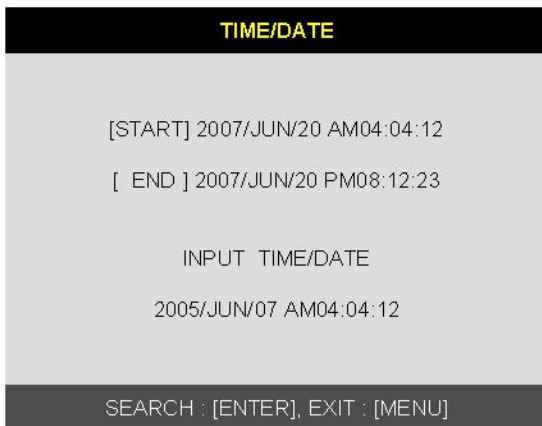 TIME/DATE
[START] 2007/JUN/20 AM04:04:12
[ END ] 2007/JUN/20 PM08:12:23
INPUT TIME/DATE
2005/JUN/07 AM04:04:12
SEARCH : [ENTER], EXIT : [MENU]